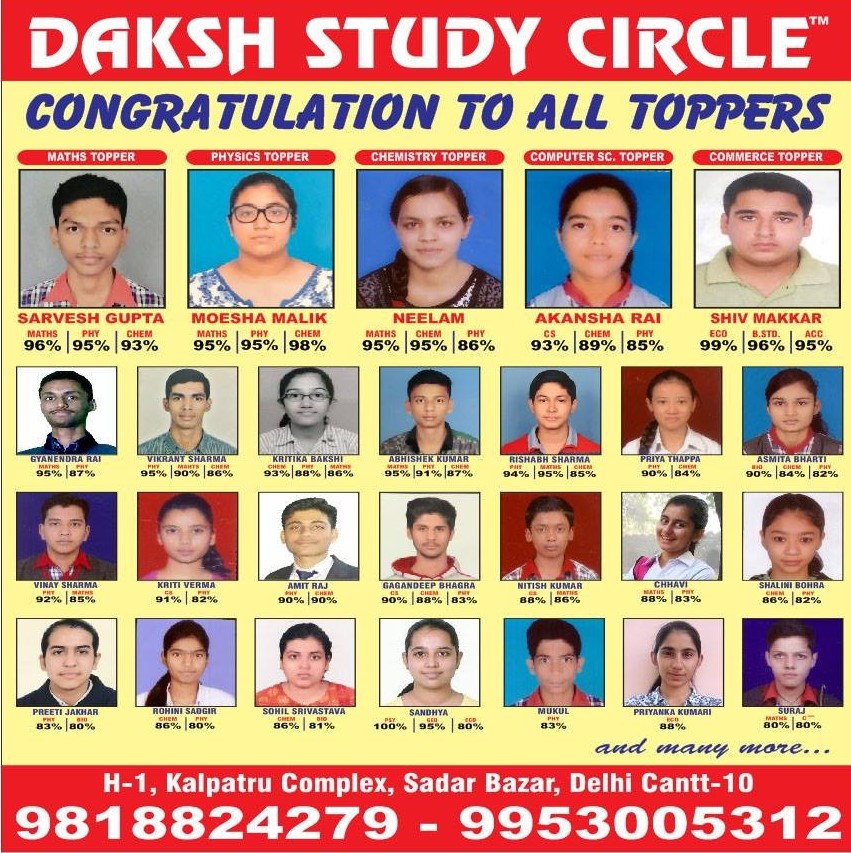 DAKSH STUDY CIRCLE™
CONGRATULATION TO ALL TOPPERS
MATHS TOPPER PHYSICS TOPPER CHEMISTRY TOPPER COMPUTER SC. TOPPER COMMERCE TOPPER
SARVESH GUPTA MOESHA MALIK NEELAM AKANSHA RAI SHIV MAKKAR
MATHS PHY CHEM MATHS PHY CHEM MATHS CHEM PHY CS CHEM PHY ECO B.STD. ACC
96% 95% 93% 95% 95% 98% 95% 95% 86% 93% 89% 85% 99% 96% 95%
GYANENDRA RAI VIKRANT SHARMA KRITIKA BAKSHI ABHISHEK KUMAR RISHABH SHARMA PRIYA THAPPA ASMITA BHARTI
MATHS PHY PHY MAHTS CHEM CHEM PHY MATHS MATHS PHY CHEM PHY MATHS CHEM PHY CHEM BIO CHEM PHY
95% 87% 95% 90% 86% 93% 88% 86% 95% 91% 87% 94% 95% 85% 90% 84% 90% 84% 82%
VINAY SHARMA KRITI VERMA AMIT RAJ GAGANDEEP BHAGRA NITISH KUMAR CHHAVI SHALINI BOHRA
PHY MATHS CS PHY PHY CHEM CS CHEM PHY CS MATHS MATHS PHY CHEM PHY
92% 85% 91% 82% 90% 90% 90% 88% 83% 88% 86% 88% 83% 86% 82%
PREETI JAKHAR ROHINI SADGIR SOHIL SRIVASTAVA SANDHYA MUKUL PRIYANKA KUMARI SURAJ
PHY BIO CHEM PHY CHEM BIO PSY GEO ECO PHY ECO MATHS
83% 80% 86% 80% 86% 81% 100% 95% 80% 83% 88% 80% 80%
and many more...
H-1, Kalpatru Complex, Sadar Bazar, Delhi Cantt-10
9818824279 - 9953005312